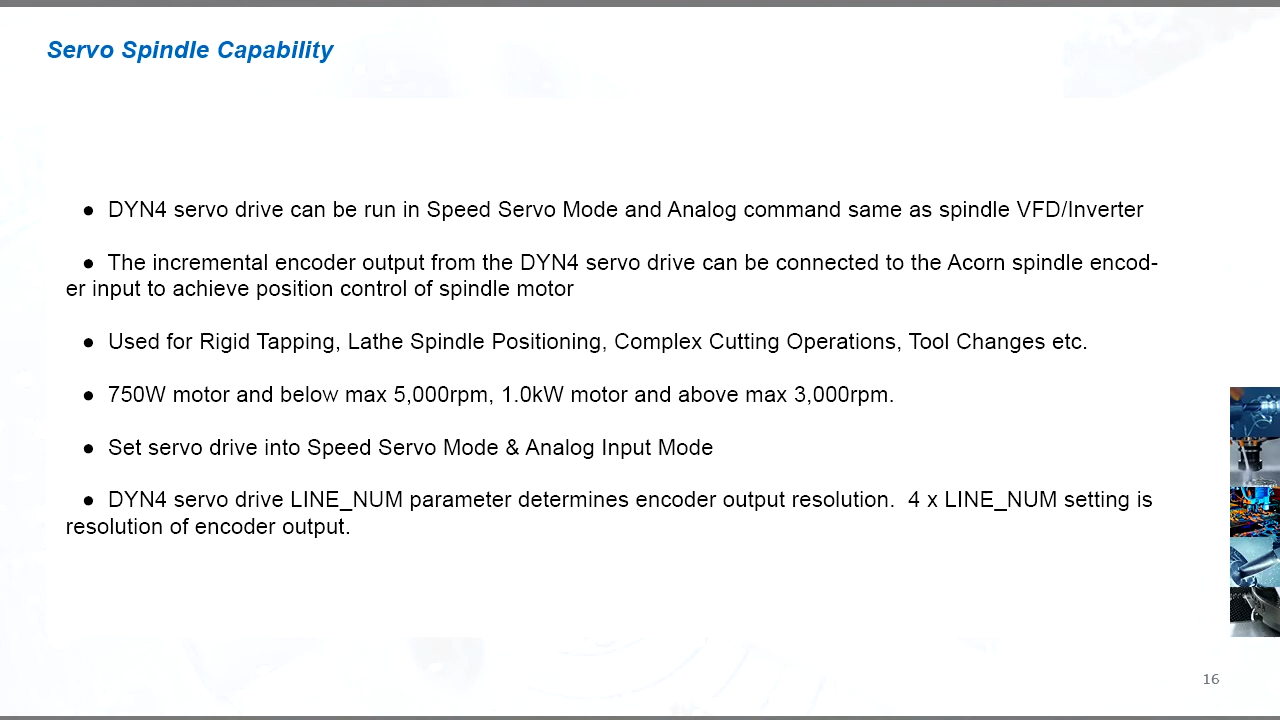 Servo Spindle Capability
● DYN4 servo drive can be run in Speed Servo Mode and Analog command same as spindle VFD/Inverter
● The incremental encoder output from the DYN4 servo drive can be connected to the Acorn spindle encod-
er input to achieve position control of spindle motor
● Used for Rigid Tapping, Lathe Spindle Positioning, Complex Cutting Operations, Tool Changes etc.
● 750W motor and below max 5,000rpm, 1.0kW motor and above max 3,000rpm.
● Set servo drive into Speed Servo Mode & Analog Input Mode
● DYN4 servo drive LINE_NUM parameter determines encoder output resolution.  4 x LINE_NUM setting is
resolution of encoder output.
16